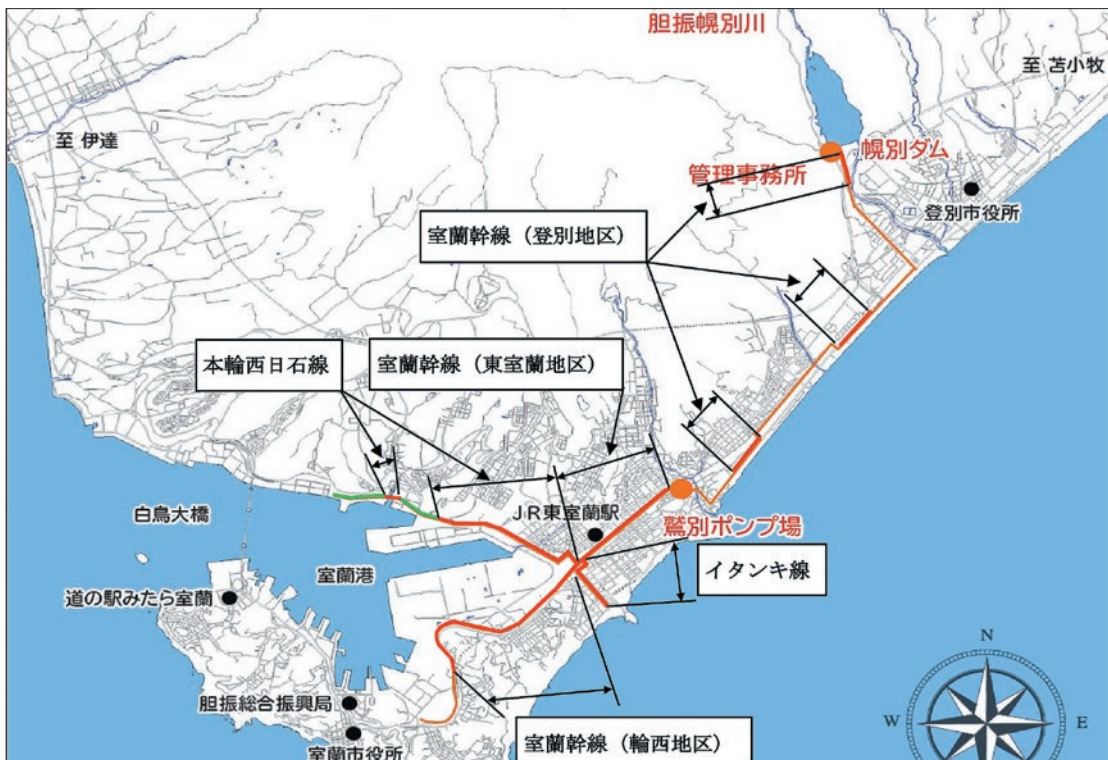 胆振幌別川
至 苫小牧
至 伊達
幌別ダム
管理事務所
登別市役所
室蘭幹線（登別地区）
本輪西日石線
室蘭幹線（東室蘭地区）
白鳥大橋
ＪＲ東室蘭駅
鷲別ポンプ場
室蘭港
イタンキ線
道の駅みたら室蘭
胆振総合振興局
室蘭市役所
室蘭幹線（輪西地区）
N
W
E